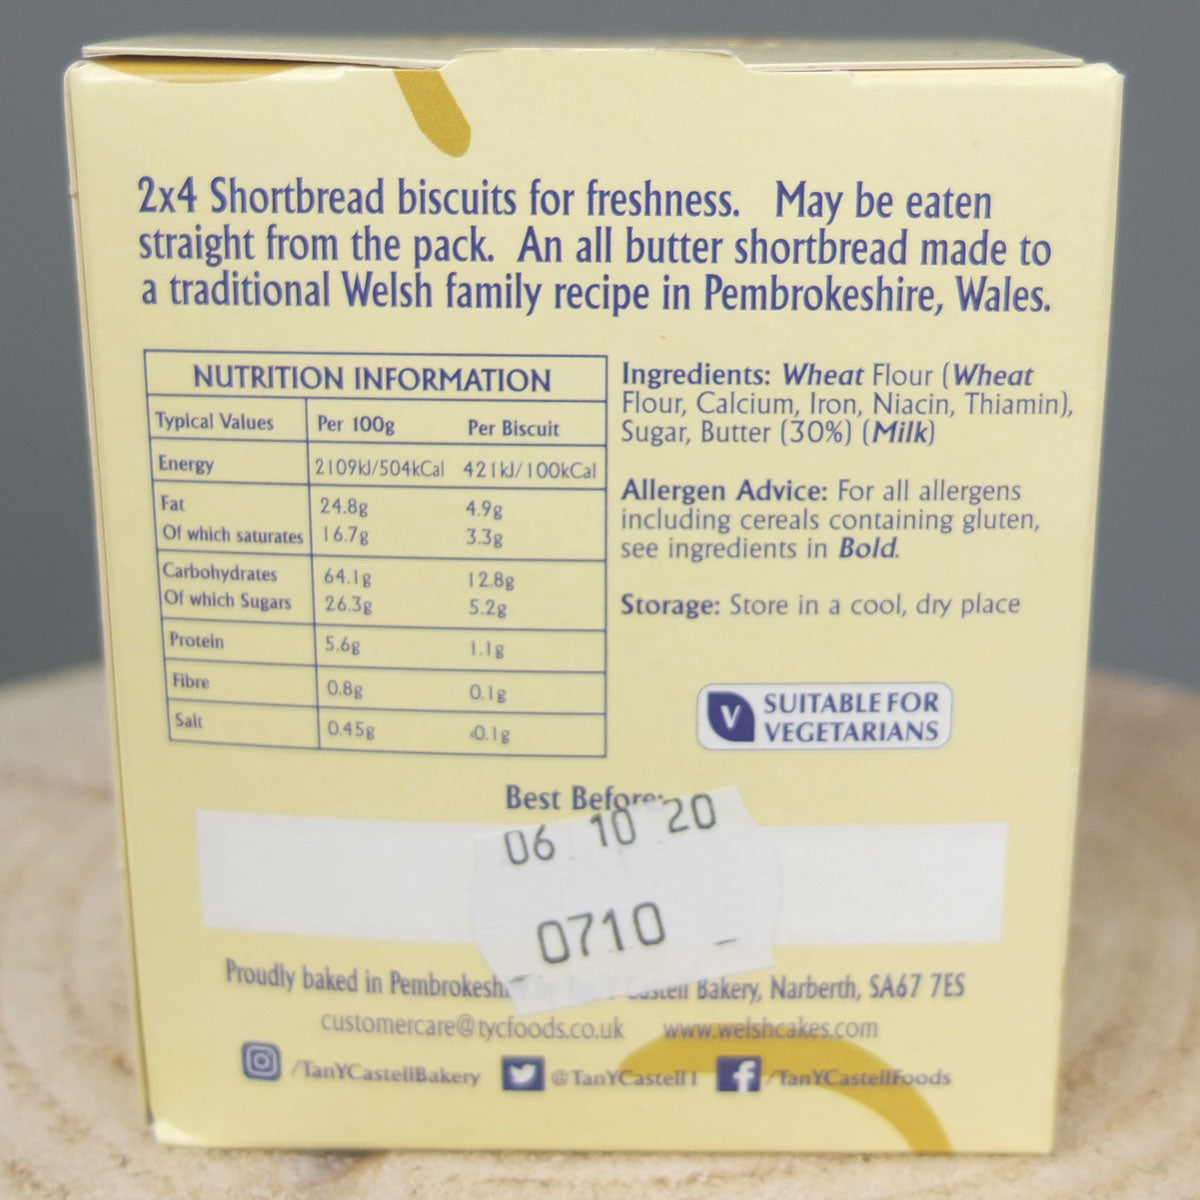 2x4 Shortbread biscuits for freshness. May be eaten
straight from the pack. An all butter shortbread made to
a traditional Welsh family recipe in Pembrokeshire, Wales.
NUTRITION INFORMATION
Typical Values Per 100g Per Biscuit
Energy 2109kJ/504kCal 421kJ/100kCal
Fat 24.8g 4.9g
Of which saturates 16.7g 3.3g
Carbohydrates 64.1g 12.8g
Of which Sugars 26.3g 5.2g
Protein 5.6g 1.1g
Fibre 0.8g 0.1g
Salt 0.45g 0.1g
Ingredients: Wheat Flour (Wheat
Flour, Calcium, Iron, Niacin, Thiamin),
Sugar, Butter (30%) (Milk)
Allergen Advice: For all allergens
including cereals containing gluten,
see ingredients in Bold.
Storage: Store in a cool, dry place
V
SUITABLE FOR
VEGETARIANS
Best Before:
06 10 20
0710
Proudly baked in Bakery, Narberth, SA67 7ES
customercare@tycfoods.co.uk www.welshcakes.com
/TanYCastellBakery @TanYCastell1 /TanYCastellFoods